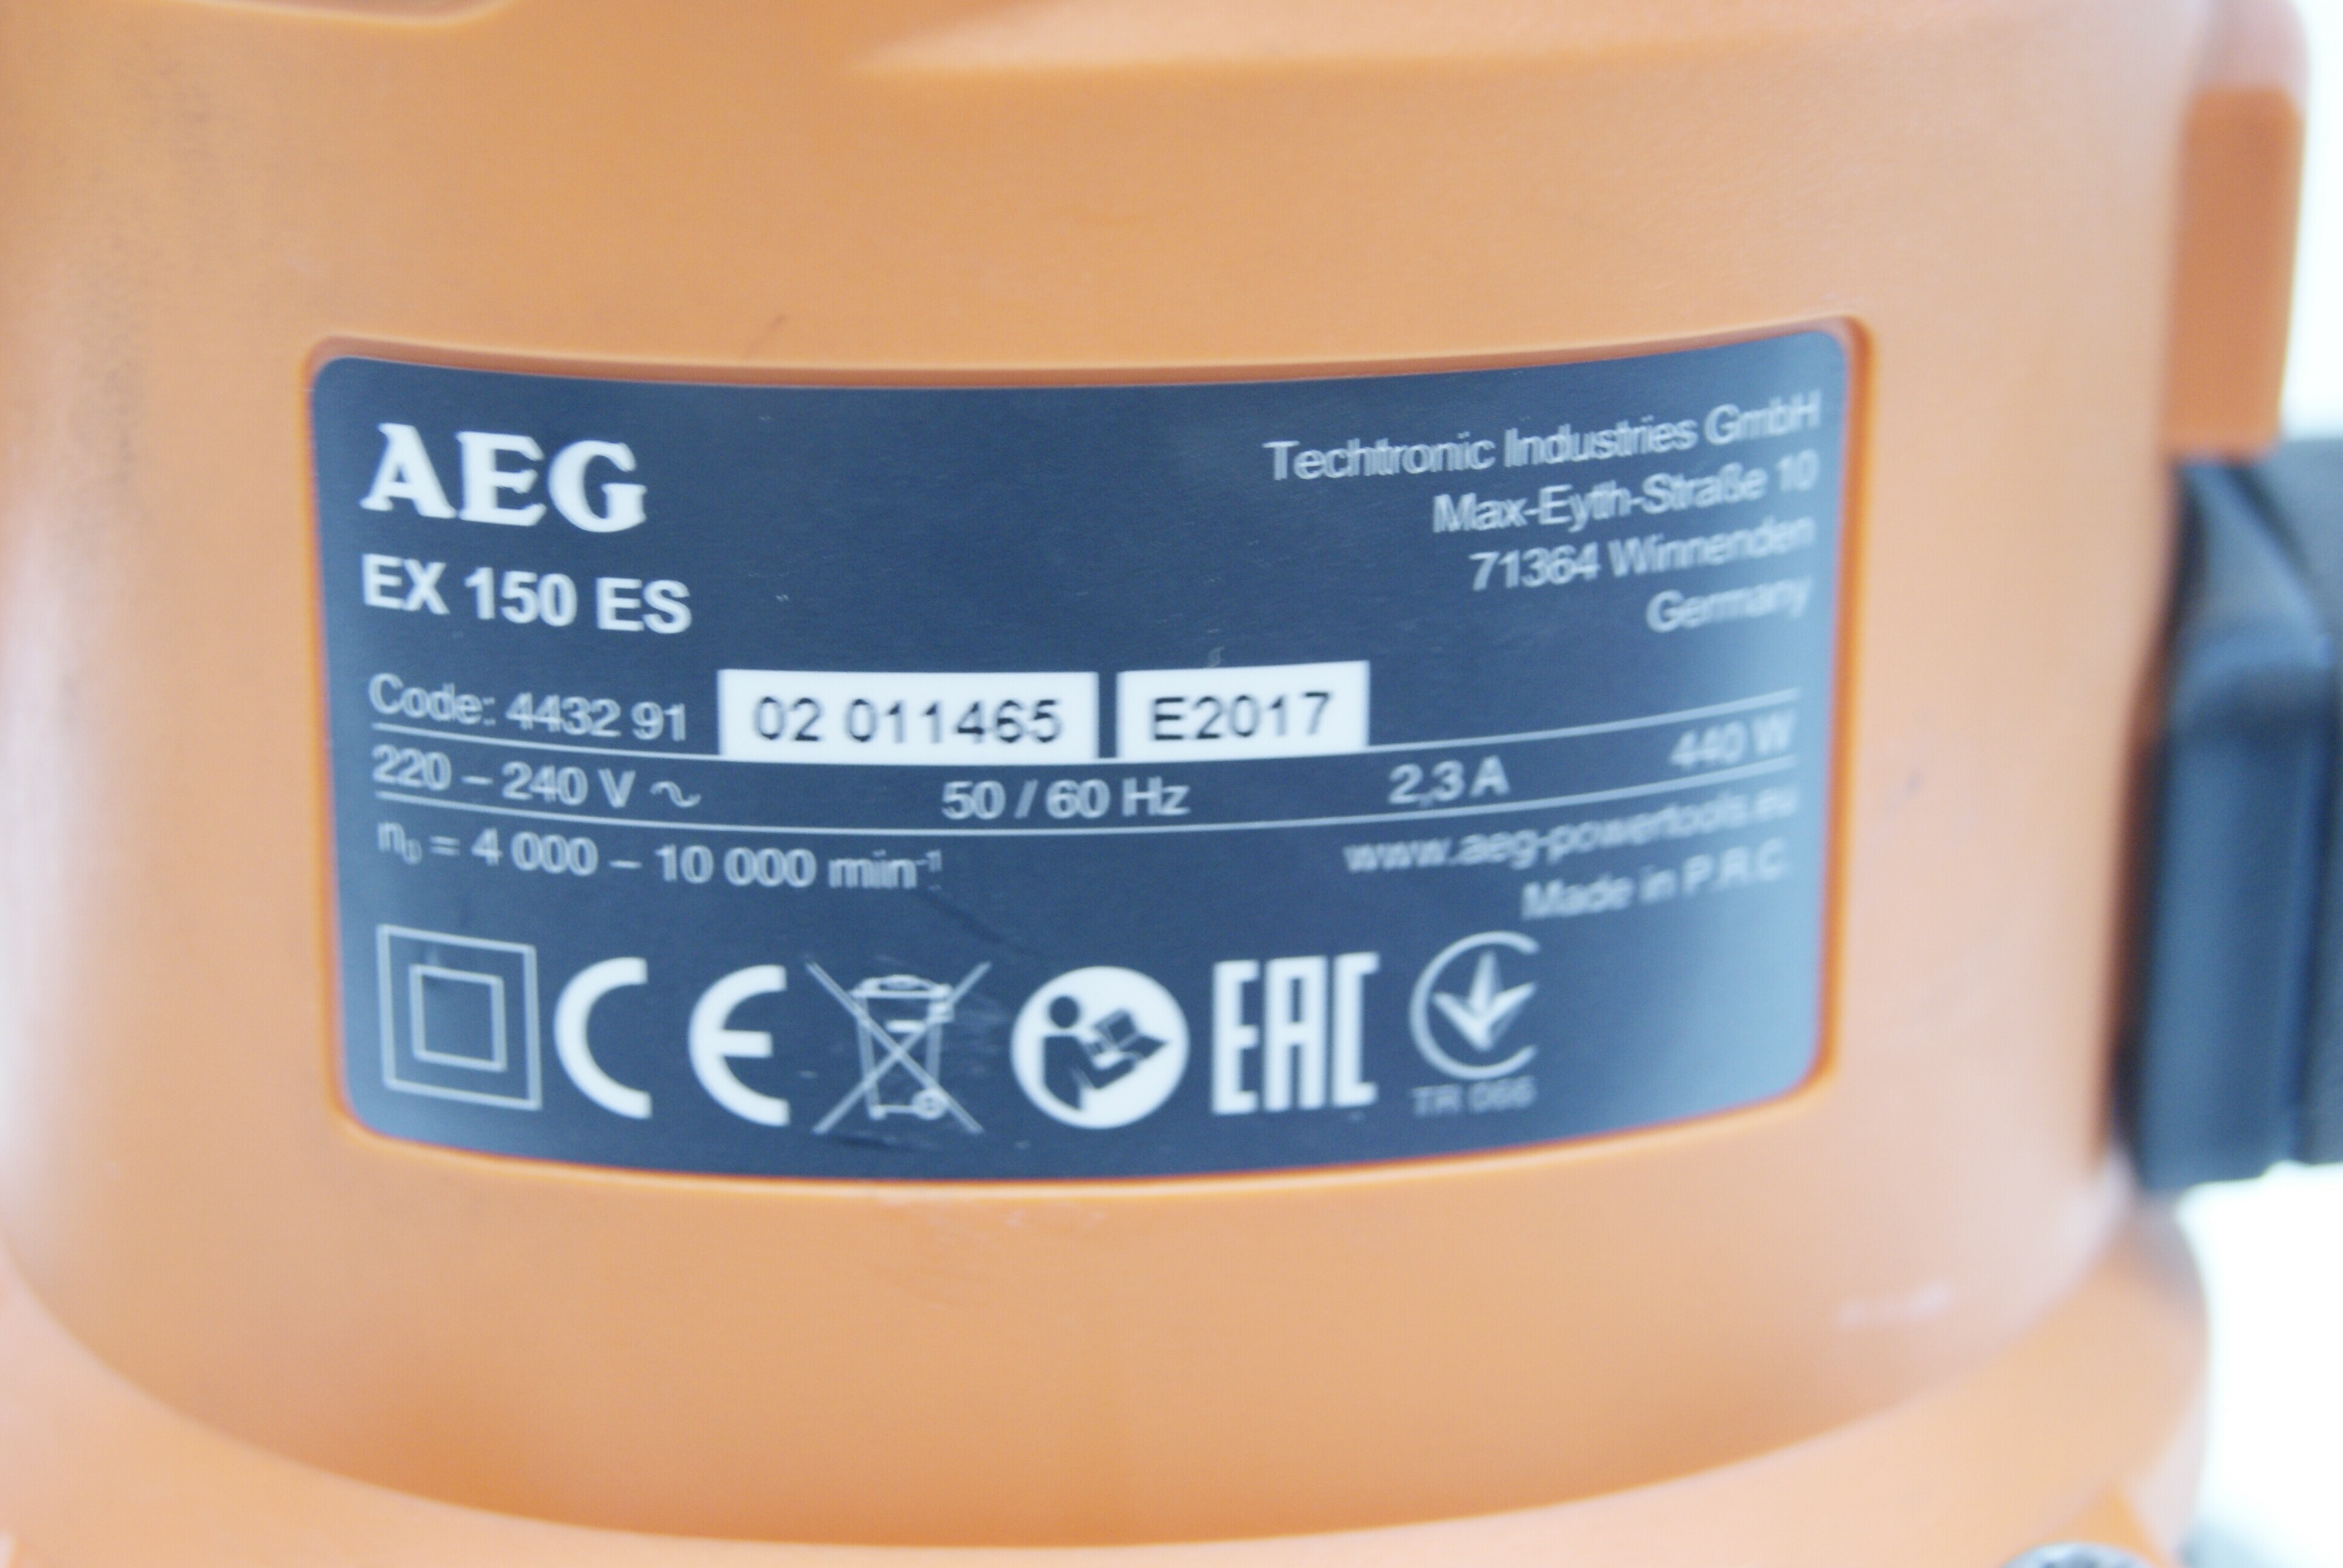 AEG
EX 150 ES
Techtronic Industries GmbH
Max-Eyth-Straße 10
71364 Winnenden
Germany
Code: 4432 91 02 011465 E2017
220 – 240 V ~ 50 / 60 Hz 2,3 A 440 W
n₀ = 4 000 – 10 000 min⁻¹
www.aeg-powertools.eu
Made in P.R.C.
CE
EAC
TR 066